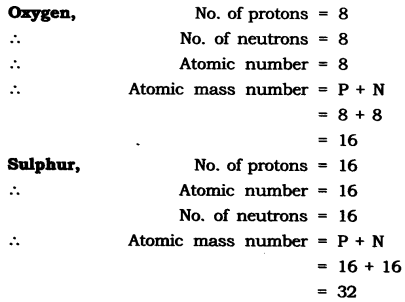 Oxygen, No. of protons = 8
∴ No. of neutrons = 8
∴ Atomic number = 8
∴ Atomic mass number = P + N
= 8 + 8
= 16
Sulphur, No. of protons = 16
∴ Atomic number = 16
No. of neutrons = 16
∴ Atomic mass number = P + N
= 16 + 16
= 32